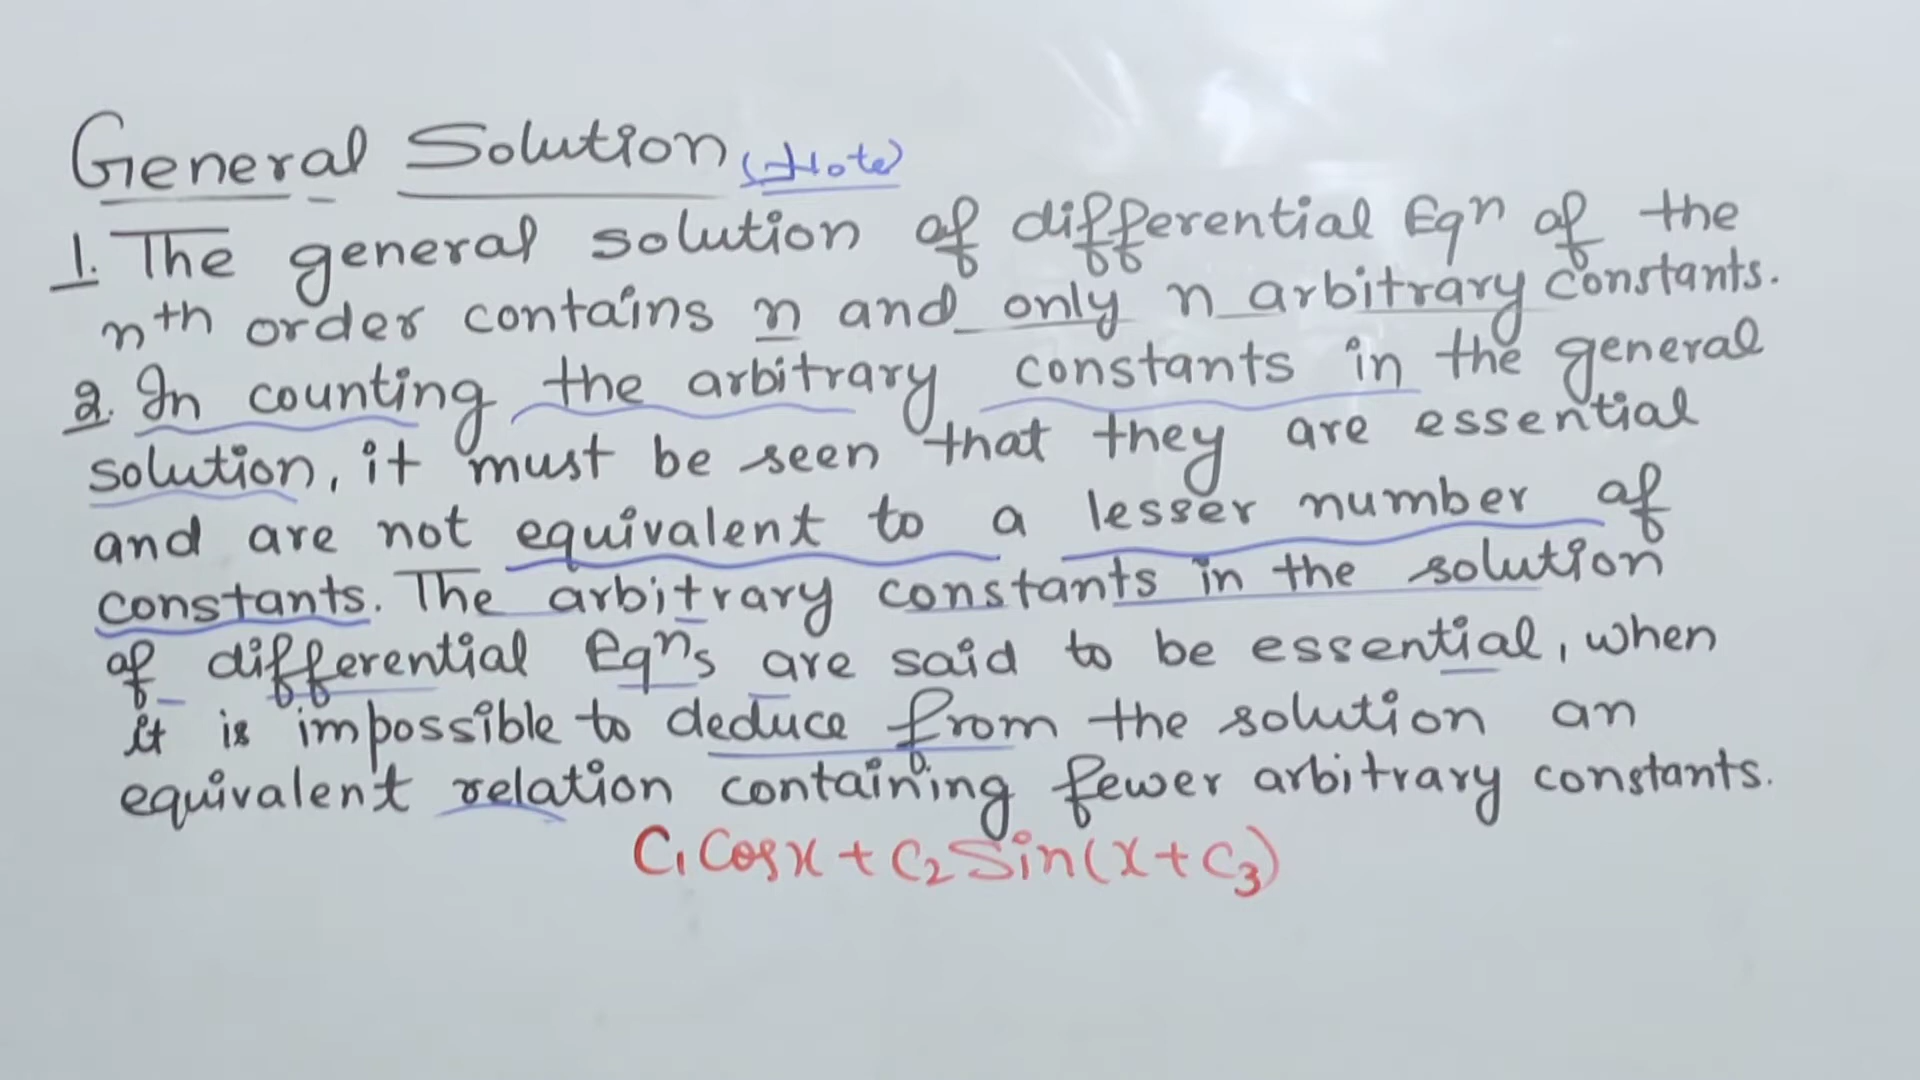 General Solution (Note)
1. The general solution of differential Eqn of the
nth order contains n and only n arbitrary constants.
2. In counting the arbitrary constants in the general
solution, it must be seen that they are essential
and are not equivalent to a lesser number of
constants. The arbitrary constants in the solution
of differential Eqns are said to be essential, when
it is impossible to deduce from the solution an
equivalent relation containing fewer arbitrary constants.
C₁ Cosx + C₂ Sin(x + C₃)